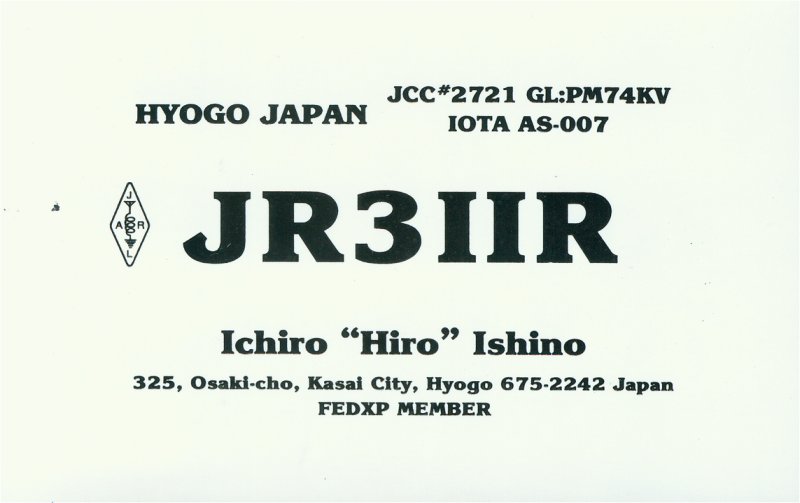 HYOGO JAPAN
JCC#2721 GL:PM74KV
IOTA AS-007
JARL
JR3IIR
Ichiro “Hiro” Ishino
325, Osaki-cho, Kasai City, Hyogo 675-2242 Japan
FEDXP MEMBER